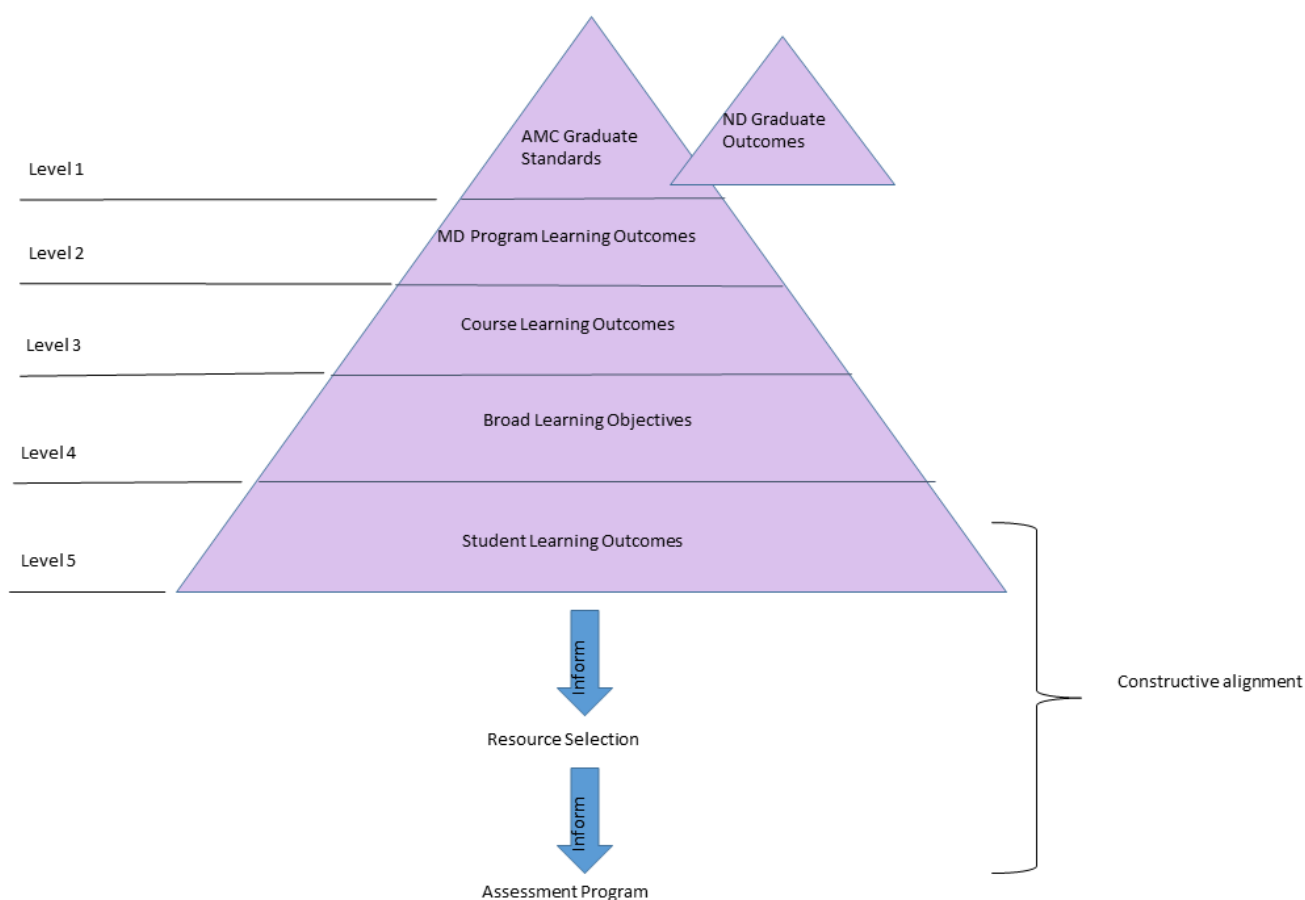 AMC Graduate
Standards
ND Graduate
Outcomes
Level 1
MD Program Learning Outcomes
Level 2
Course Learning Outcomes
Level 3
Broad Learning Objectives
Level 4
Student Learning Outcomes
Level 5
Inform
Constructive alignment
Resource Selection
Inform
Assessment Program